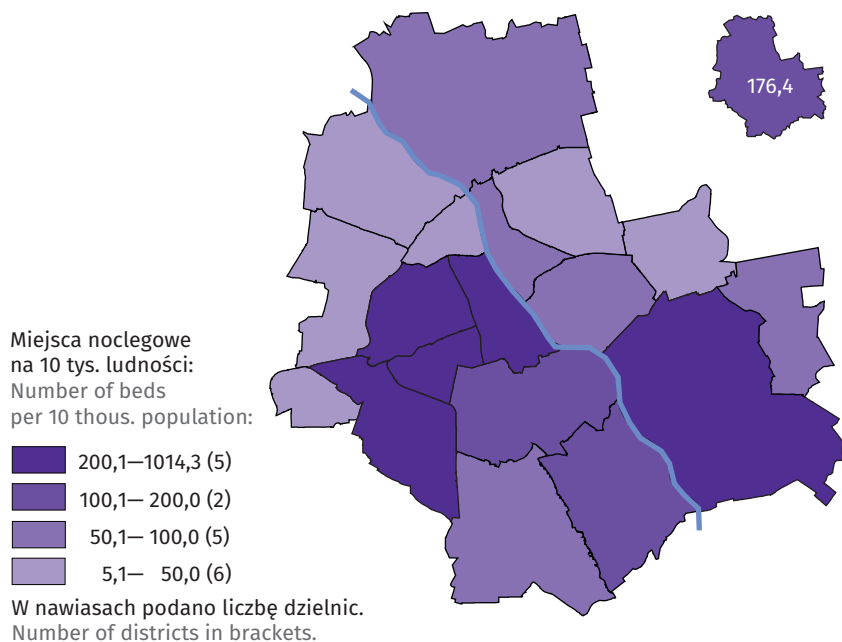 176,4
Miejsca noclegowe
na 10 tys. ludności:
Number of beds
per 10 thous. population:
200,1—1014,3 (5)
100,1— 200,0 (2)
50,1— 100,0 (5)
5,1— 50,0 (6)
W nawiasach podano liczbę dzielnic.
Number of districts in brackets.